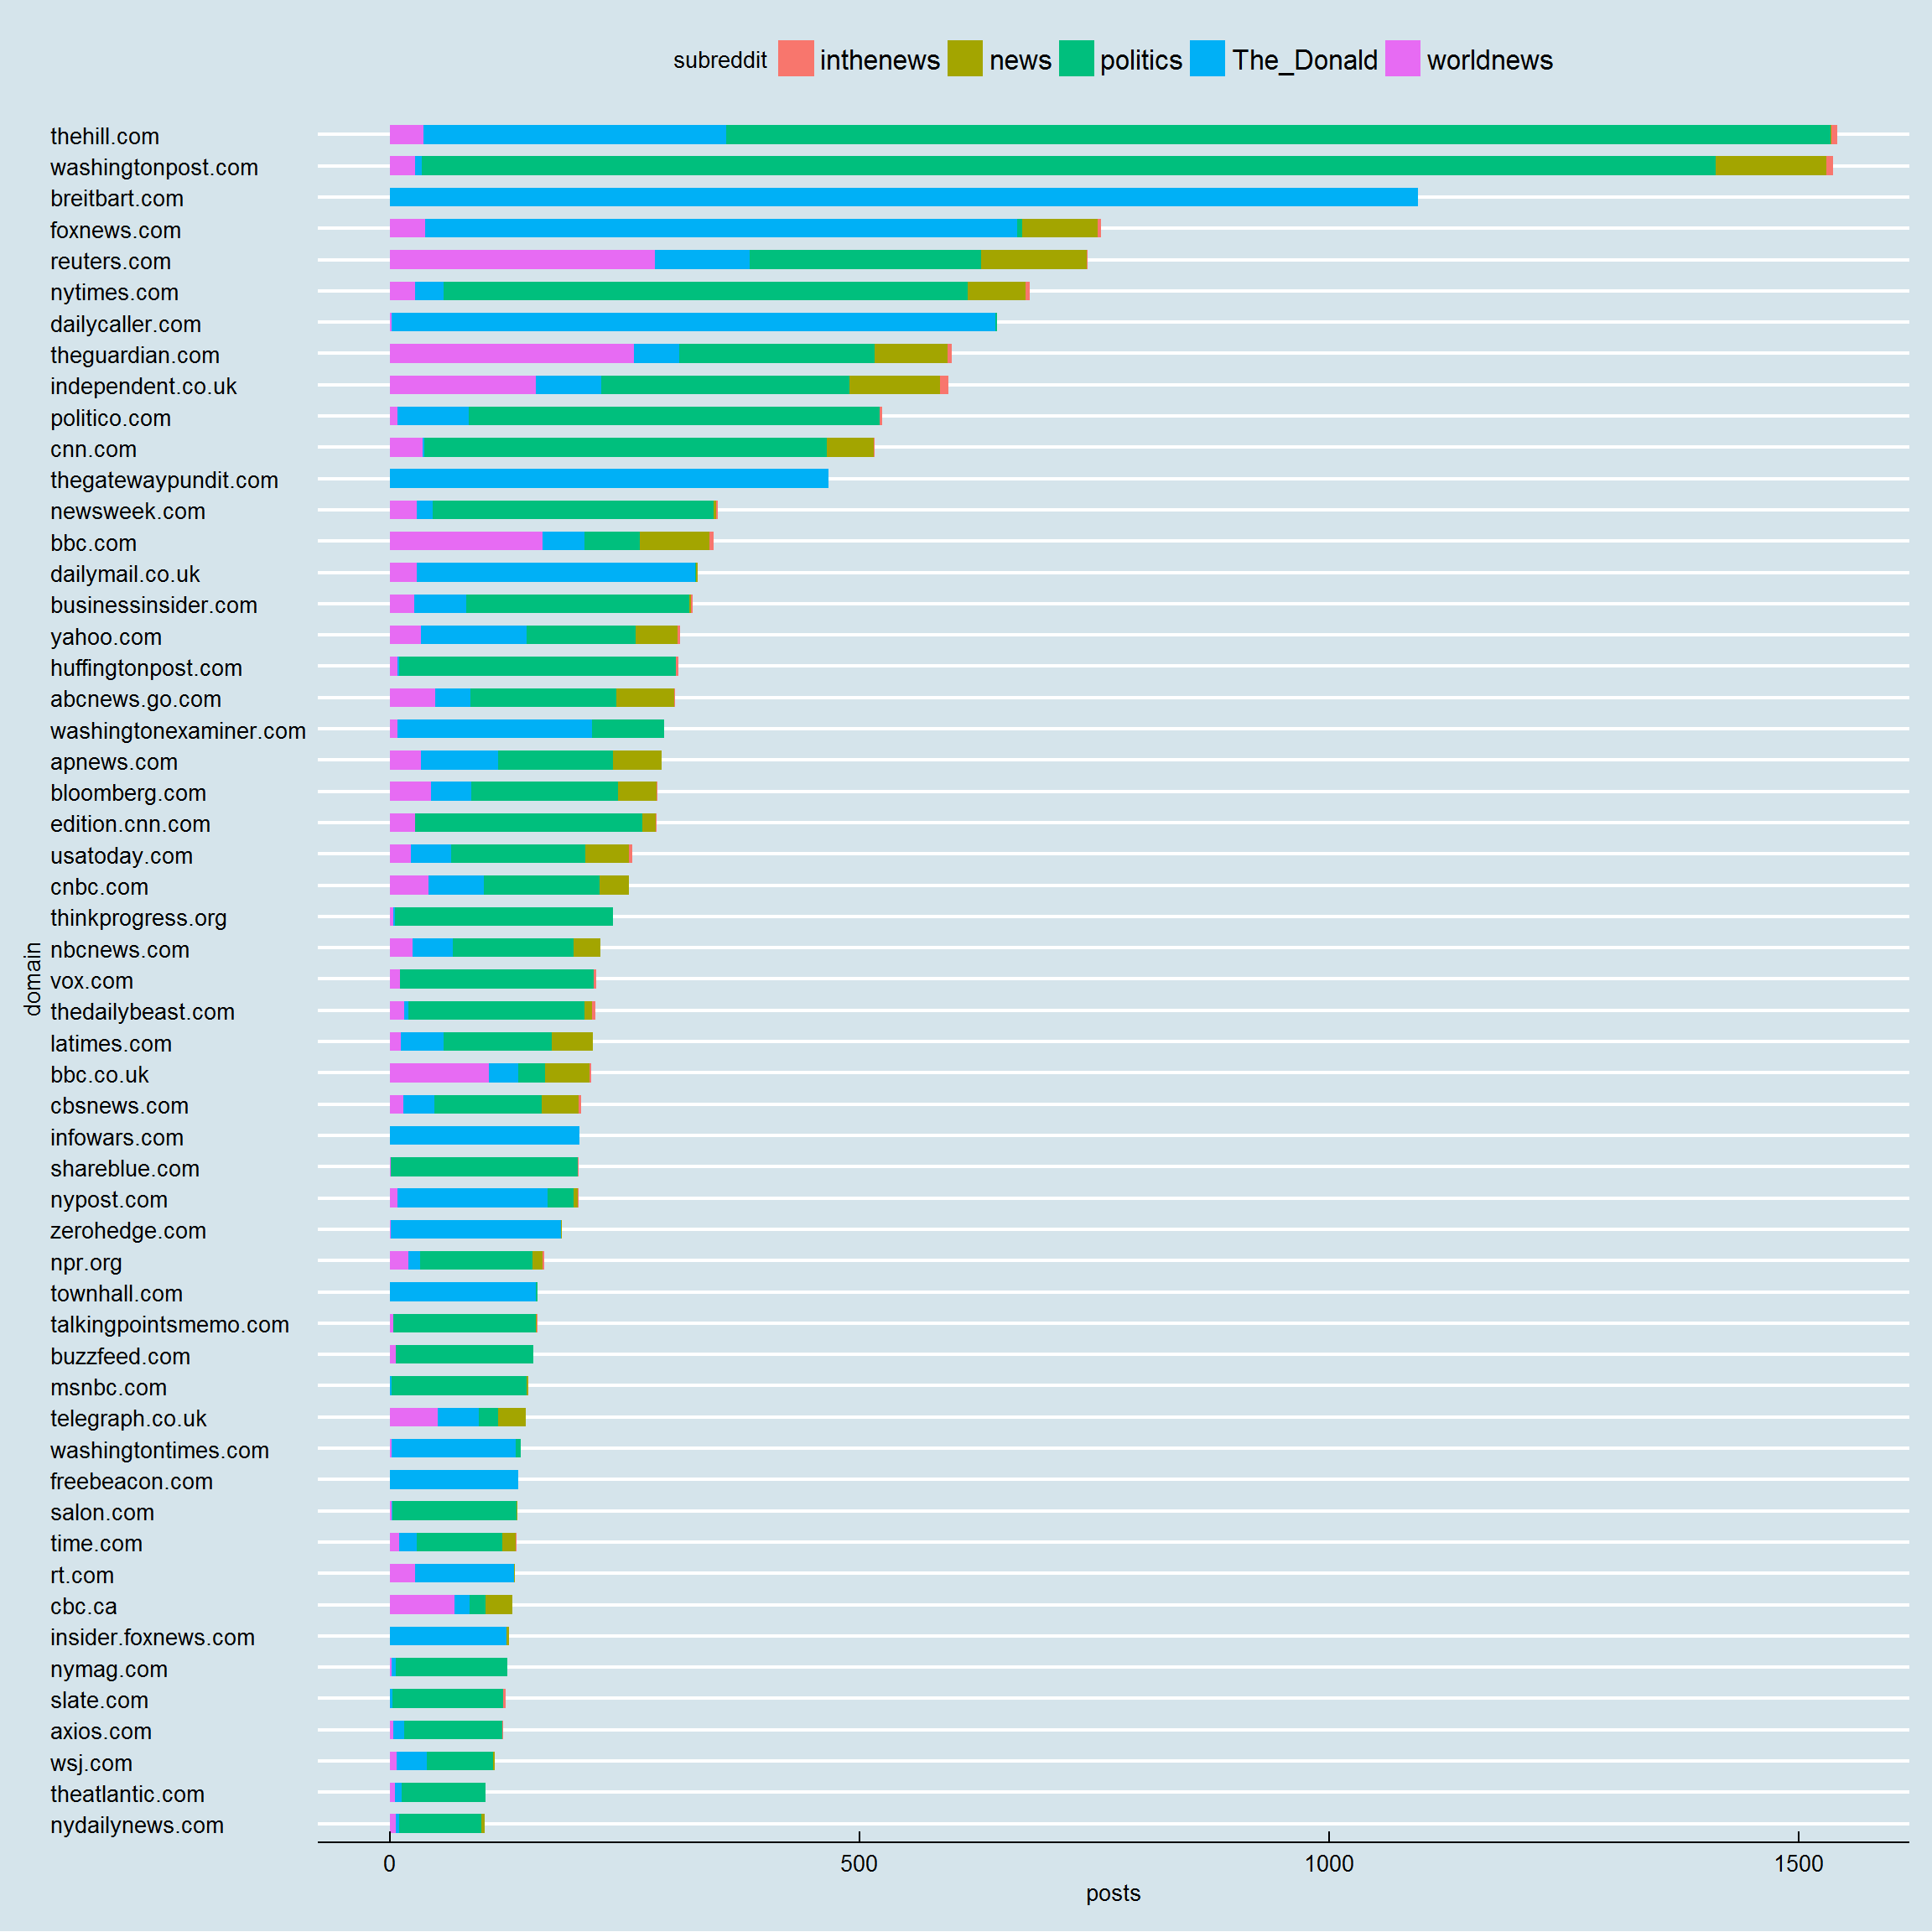 subreddit inthenews news politics The_Donald worldnews
thehill.com
washingtonpost.com
breitbart.com
foxnews.com
reuters.com
nytimes.com
dailycaller.com
theguardian.com
independent.co.uk
politico.com
cnn.com
thegatewaypundit.com
newsweek.com
bbc.com
dailymail.co.uk
businessinsider.com
yahoo.com
huffingtonpost.com
abcnews.go.com
washingtonexaminer.com
apnews.com
bloomberg.com
edition.cnn.com
usatoday.com
cnbc.com
thinkprogress.org
nbcnews.com
vox.com
thedailybeast.com
latimes.com
bbc.co.uk
cbsnews.com
infowars.com
shareblue.com
nypost.com
zerohedge.com
npr.org
townhall.com
talkingpointsmemo.com
buzzfeed.com
msnbc.com
telegraph.co.uk
washingtontimes.com
freebeacon.com
salon.com
time.com
rt.com
cbc.ca
insider.foxnews.com
nymag.com
slate.com
axios.com
wsj.com
theatlantic.com
nydailynews.com
domain
0 500 1000 1500
posts